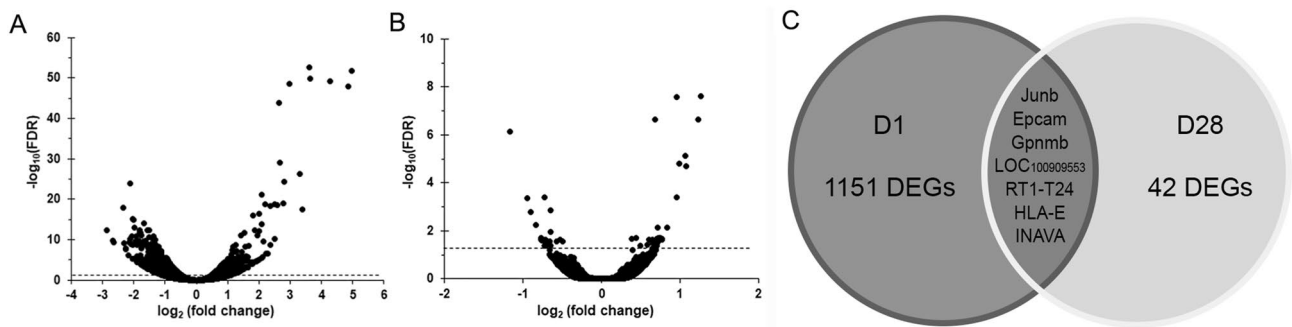 A
60
50
40
30
20
10
0
-log10(FDR)
-4 -3 -2 -1 0 1 2 3 4 5 6
log2 (fold change)
B
10
8
6
4
2
0
-log10(FDR)
-2 -1 0 1 2
log2 (fold change)
C
D1
1151 DEGs
Junb
Epcam
Gpnmb
LOC100909553
RT1-T24
HLA-E
INAVA
D28
42 DEGs